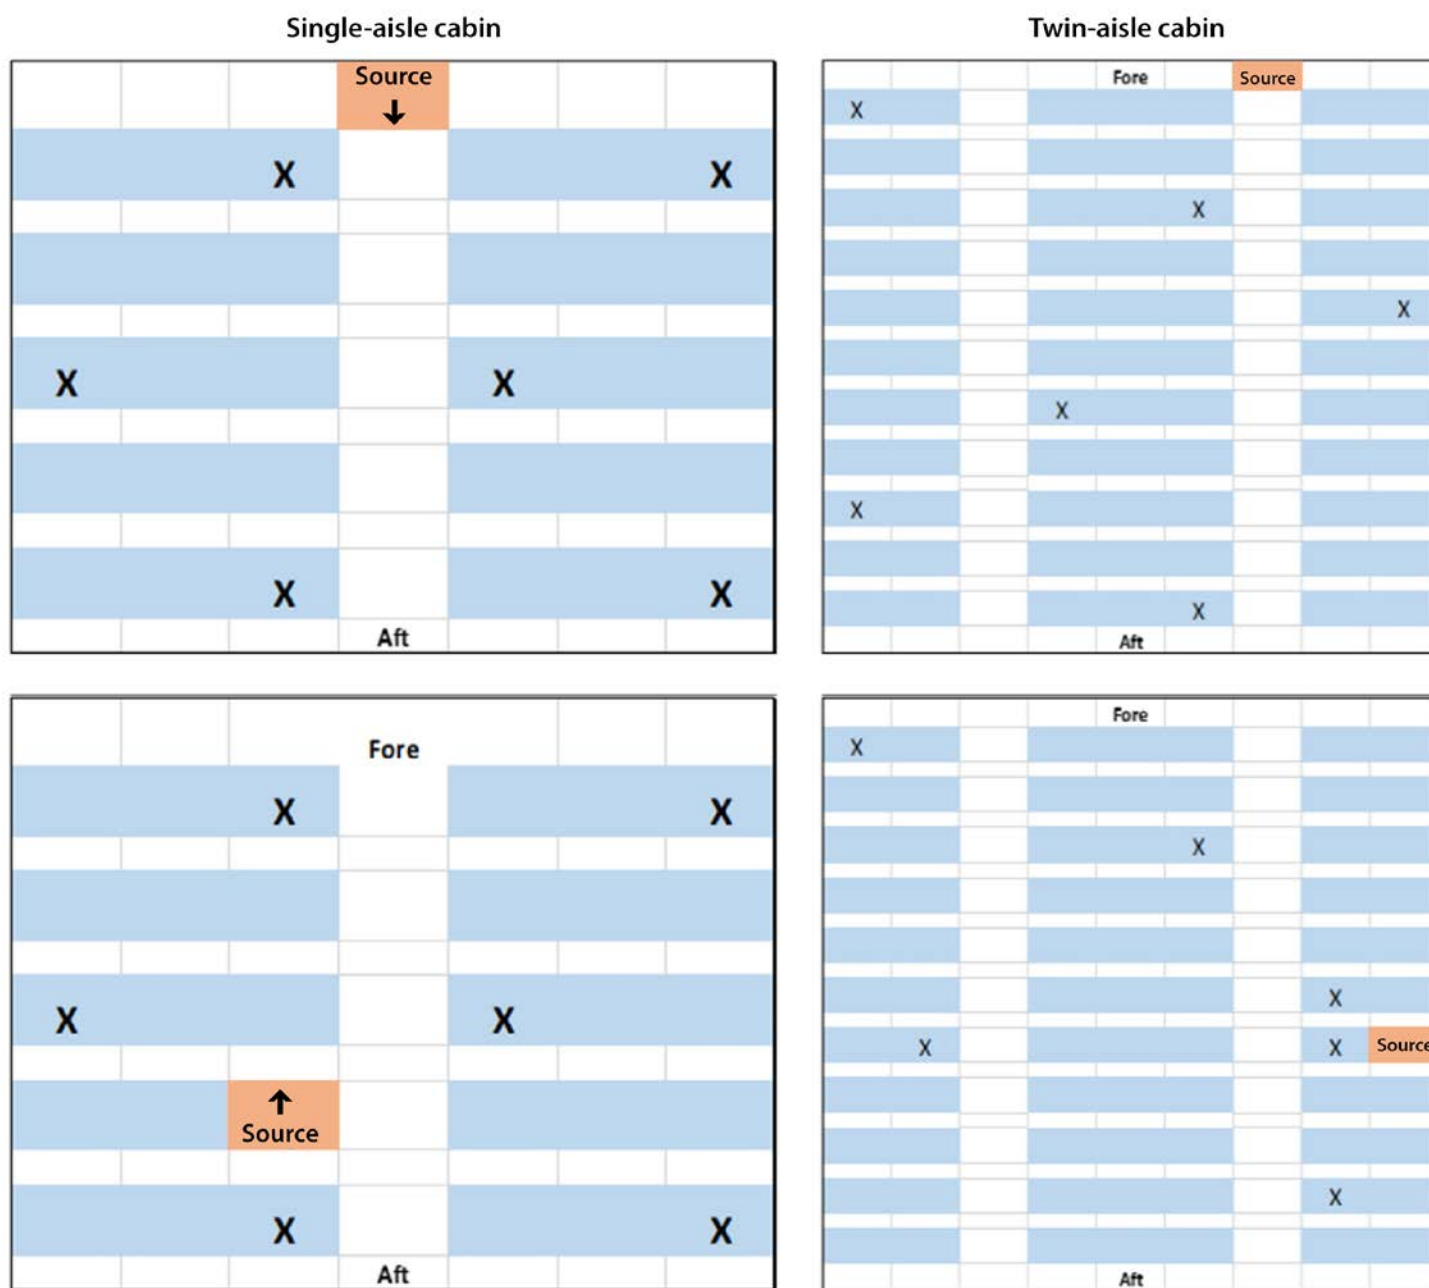 Single-aisle cabin
Twin-aisle cabin
Source
↓
X X
X X
X X
Aft
Fore Source
X
X
X
X
X
X
Aft
Fore
X X
X X
↑
Source
X X
Aft
Fore
X
X
X
X X Source
X
Aft